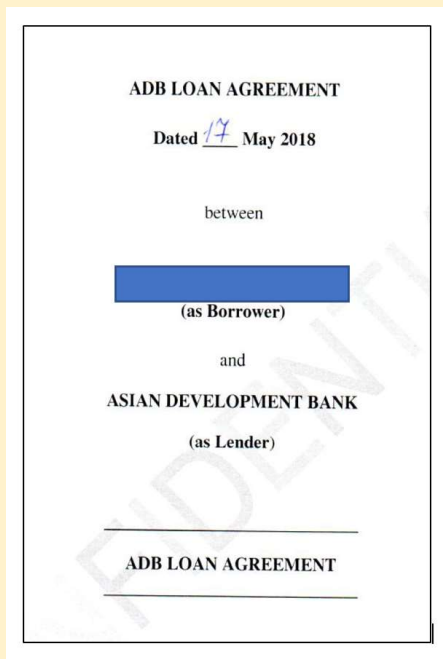 ADB LOAN AGREEMENT
Dated 17 May 2018
between
(as Borrower)
and
ASIAN DEVELOPMENT BANK
(as Lender)
ADB LOAN AGREEMENT